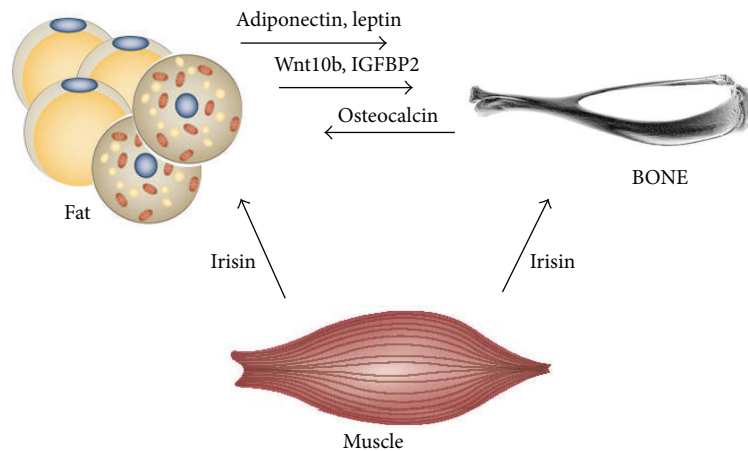 Adiponectin, leptin
Wnt10b, IGFBP2
Osteocalcin
BONE
Fat
Irisin
Irisin
Muscle